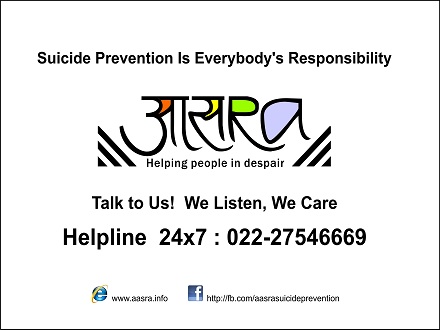 Suicide Prevention Is Everybody's Responsibility
आसरा
Helping people in despair
Talk to Us! We Listen, We Care
Helpline 24x7 : 022-27546669
www.aasra.info http://fb.com/aasrasuicideprevention